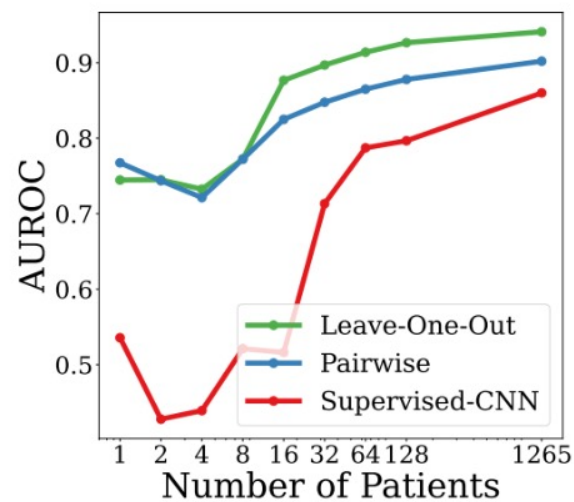 AUROC
0.9
0.8
0.7
0.6
0.5
Leave-One-Out
Pairwise
Supervised-CNN
1 2 4 8 16 32 64 128 1265
Number of Patients